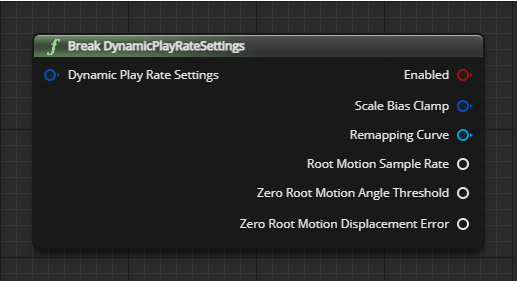 f Break DynamicPlayRateSettings
Dynamic Play Rate Settings
Enabled
Scale Bias Clamp
Remapping Curve
Root Motion Sample Rate
Zero Root Motion Angle Threshold
Zero Root Motion Displacement Error